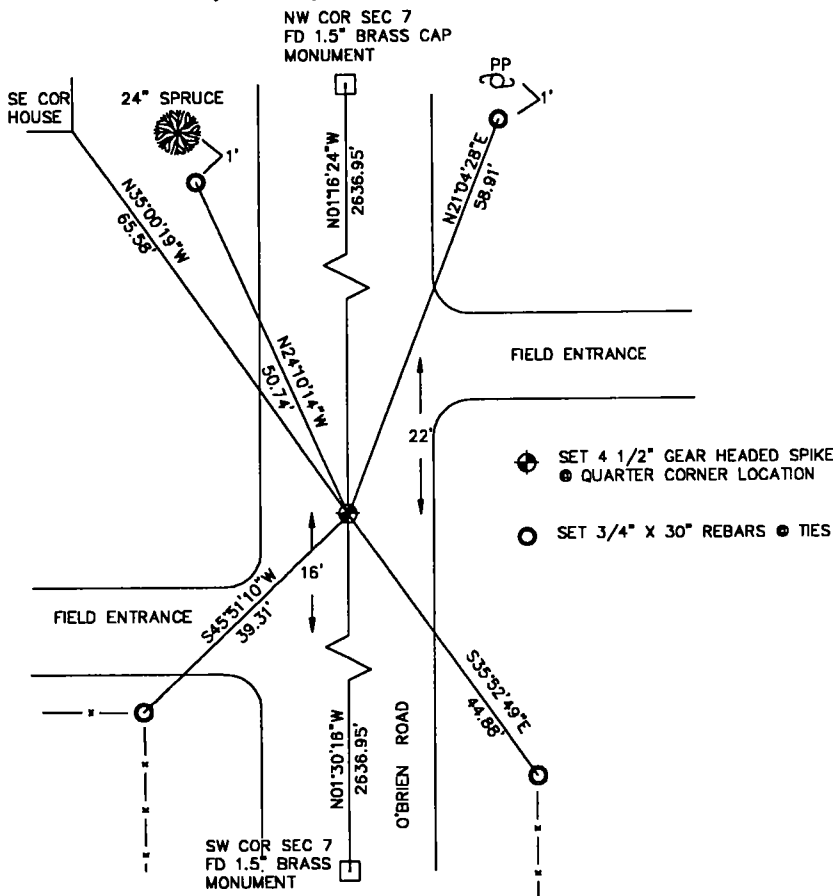 NW COR SEC 7
FD 1.5" BRASS CAP
MONUMENT
PP
1'
SE COR
HOUSE
24" SPRUCE
1'
N35°00'19"W
65.58'
N01°16'24"W
2636.95'
N21°04'28"E
58.91'
N24°10'14"W
50.74'
FIELD ENTRANCE
22'
SET 4 1/2" GEAR HEADED SPIKE
@ QUARTER CORNER LOCATION
SET 3/4" X 30" REBARS @ TIES
16'
FIELD ENTRANCE
S45°51'10"W
39.31'
S35°52'49"E
44.88'
N01°30'18"W
2636.95'
O'BRIEN ROAD
SW COR SEC 7
FD 1.5" BRASS
MONUMENT